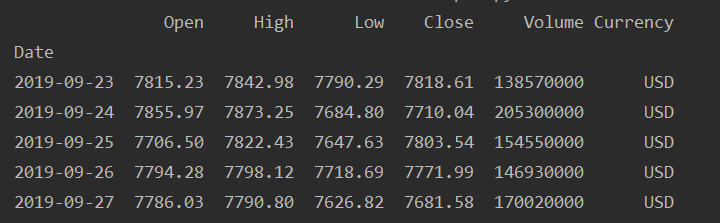 Open High Low Close Volume Currency
Date
2019-09-23 7815.23 7842.98 7790.29 7818.61 138570000 USD
2019-09-24 7855.97 7873.25 7684.80 7710.04 205300000 USD
2019-09-25 7706.50 7822.43 7647.63 7803.54 154550000 USD
2019-09-26 7794.28 7798.12 7718.69 7771.99 146930000 USD
2019-09-27 7786.03 7790.80 7626.82 7681.58 170020000 USD